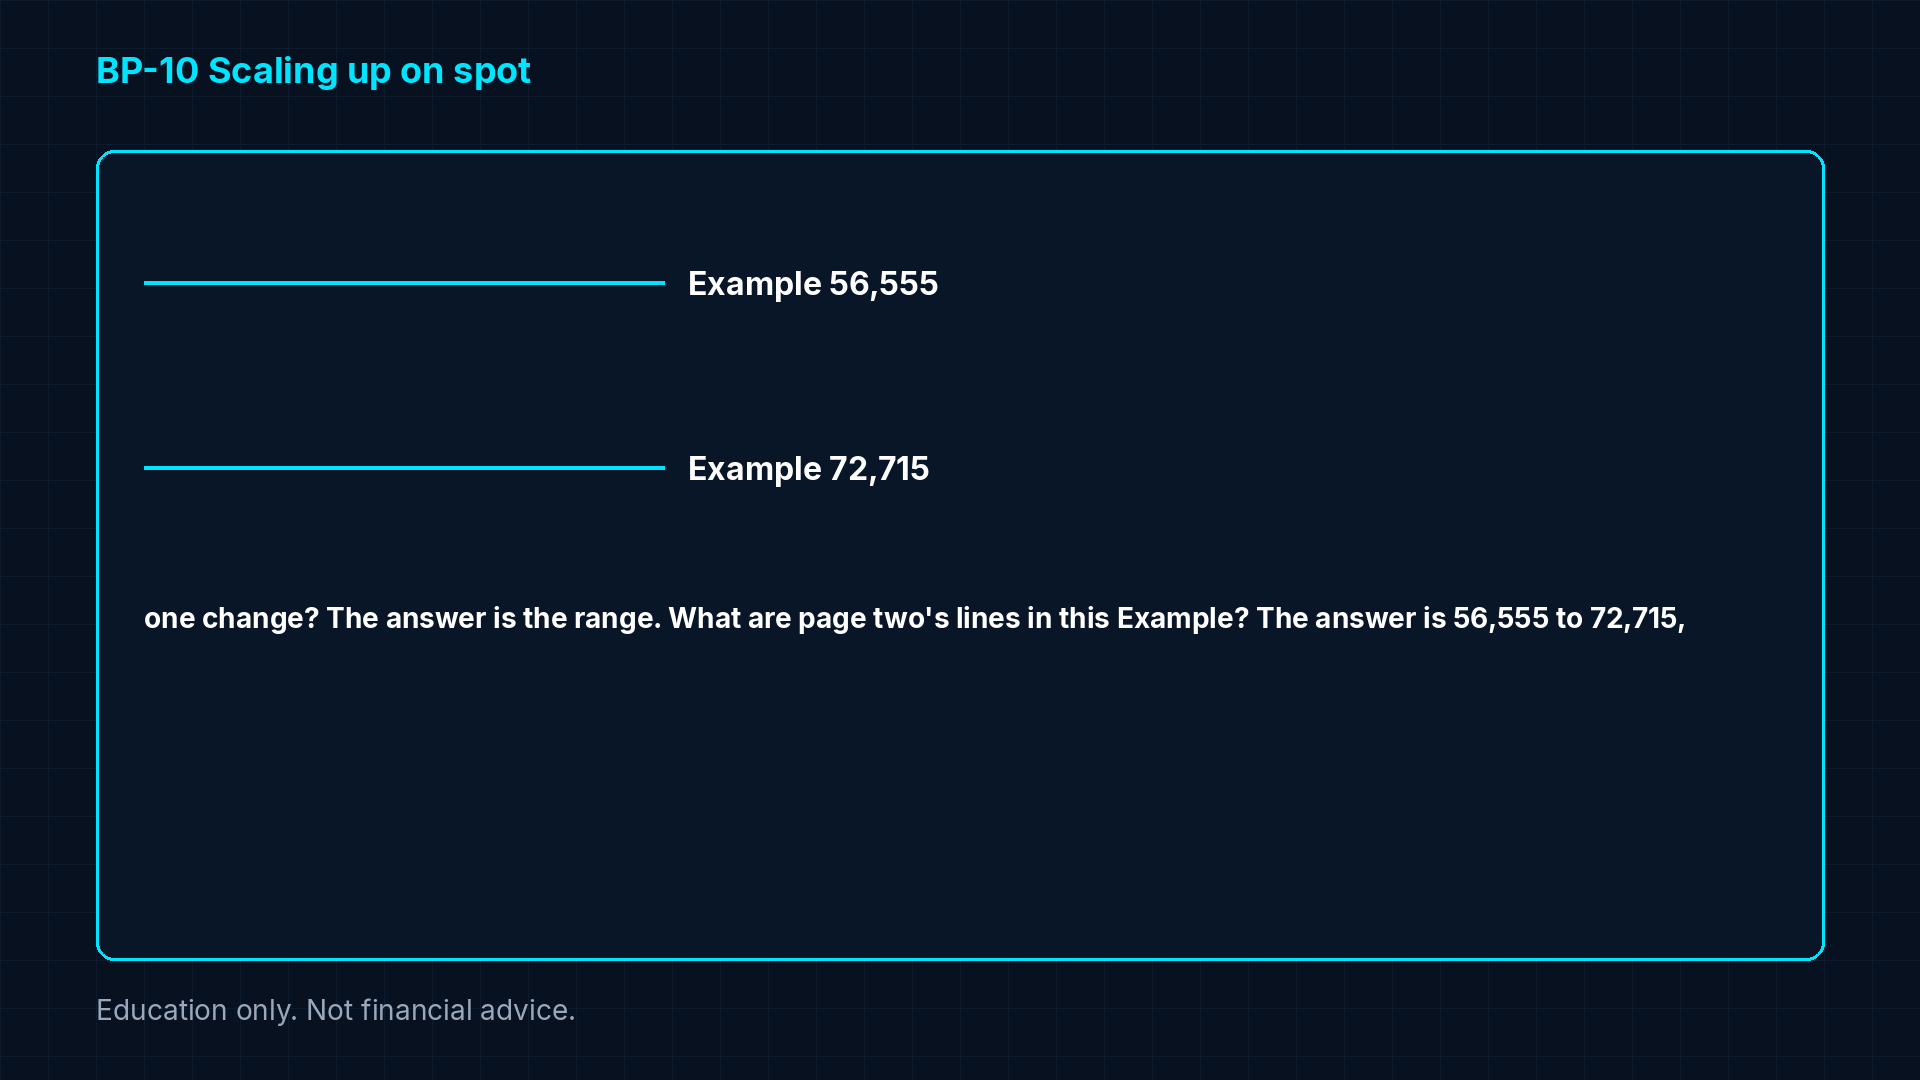 BP-10 Scaling up on spot
Example 56,555
Example 72,715
one change? The answer is the range. What are page two's lines in this Example? The answer is 56,555 to 72,715,
Education only. Not financial advice.